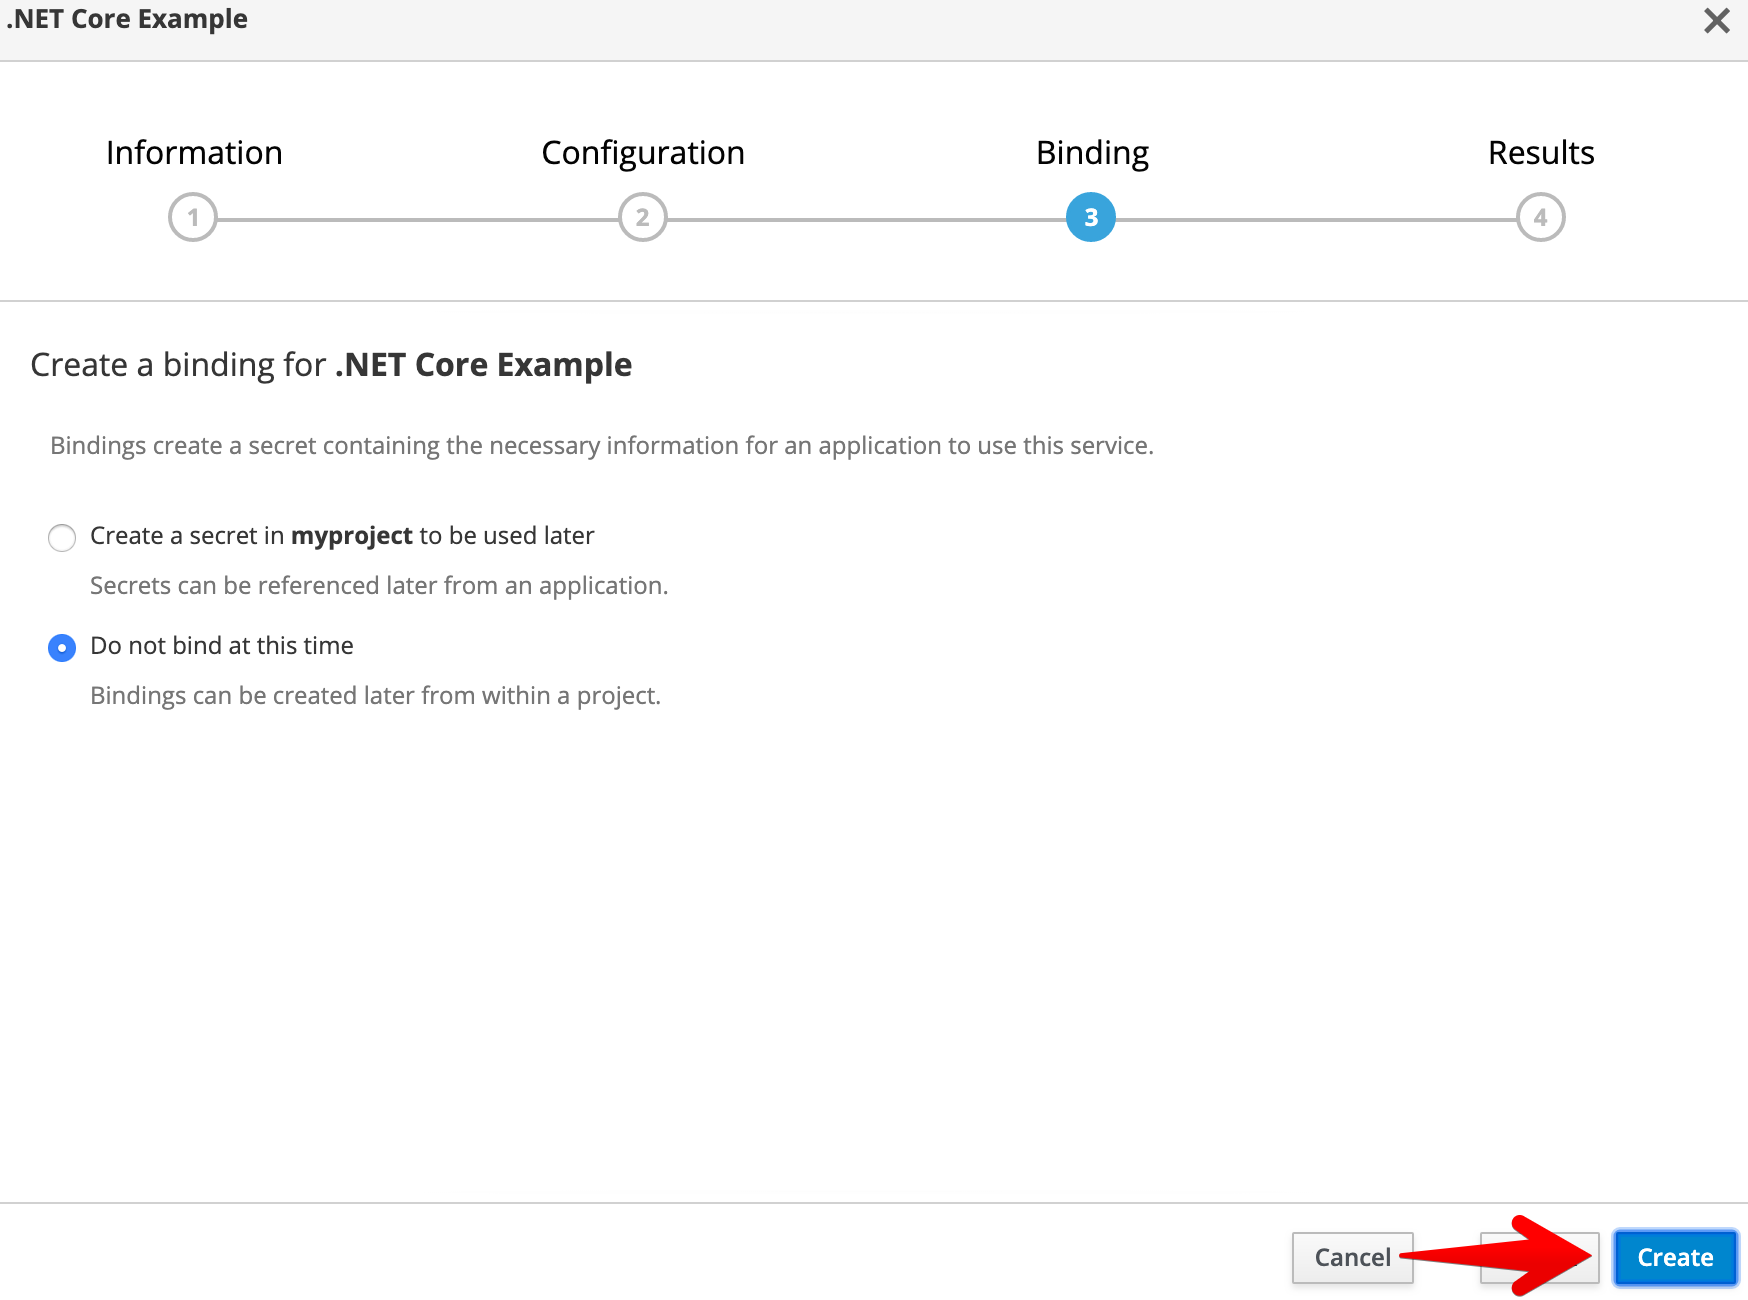 .NET Core Example
Information Configuration Binding Results
1 2 3 4
Create a binding for .NET Core Example
Bindings create a secret containing the necessary information for an application to use this service.
Create a secret in myproject to be used later
Secrets can be referenced later from an application.
Do not bind at this time
Bindings can be created later from within a project.
Cancel Create